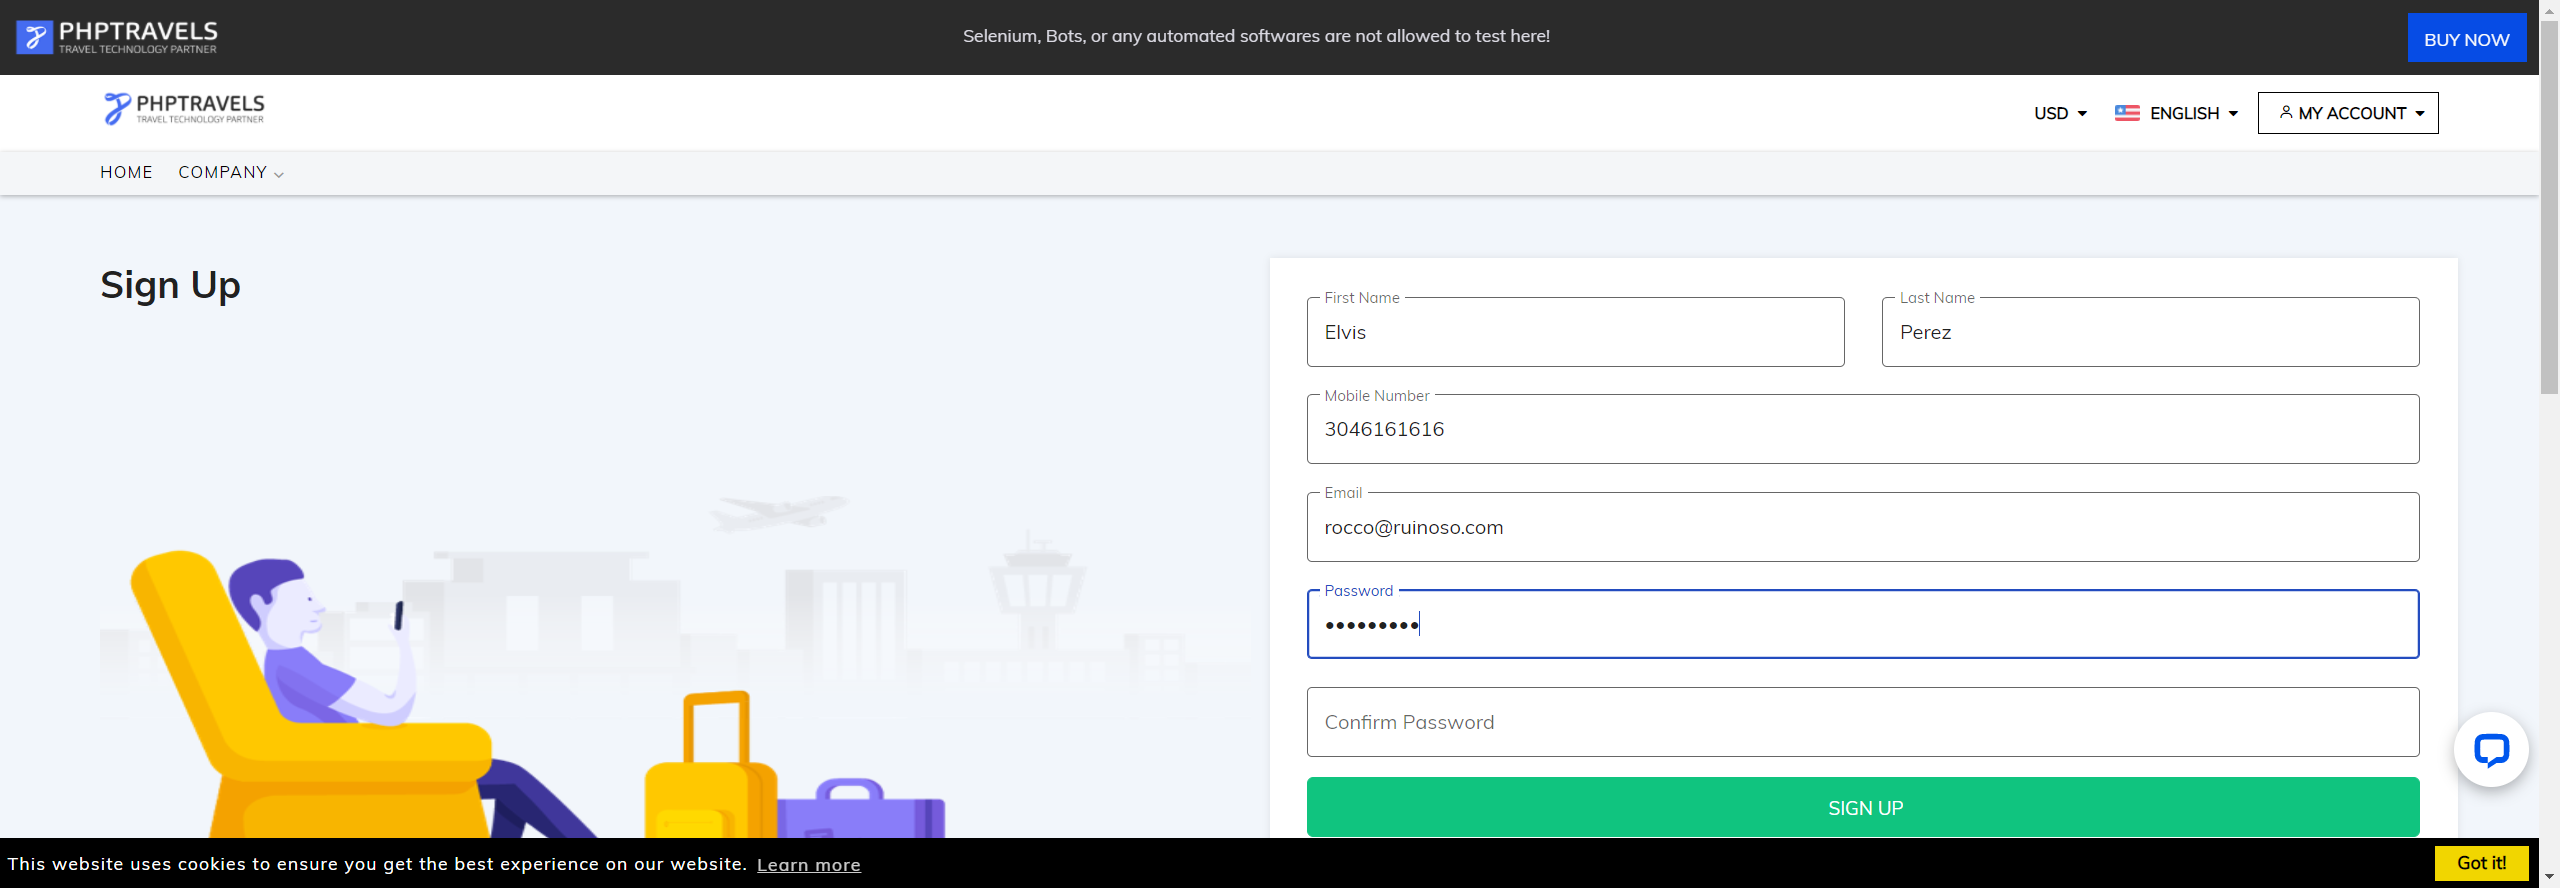 PHPTRAVELS
TRAVEL TECHNOLOGY PARTNER
Selenium, Bots, or any automated softwares are not allowed to test here!
BUY NOW
PHPTRAVELS
TRAVEL TECHNOLOGY PARTNER
USD
ENGLISH
MY ACCOUNT
HOME
COMPANY
Sign Up
First Name
Elvis
Last Name
Perez
Mobile Number
3046161616
Email
rocco@ruinoso.com
Password
•••••••••
Confirm Password
SIGN UP
This website uses cookies to ensure you get the best experience on our website. Learn more
Got it!